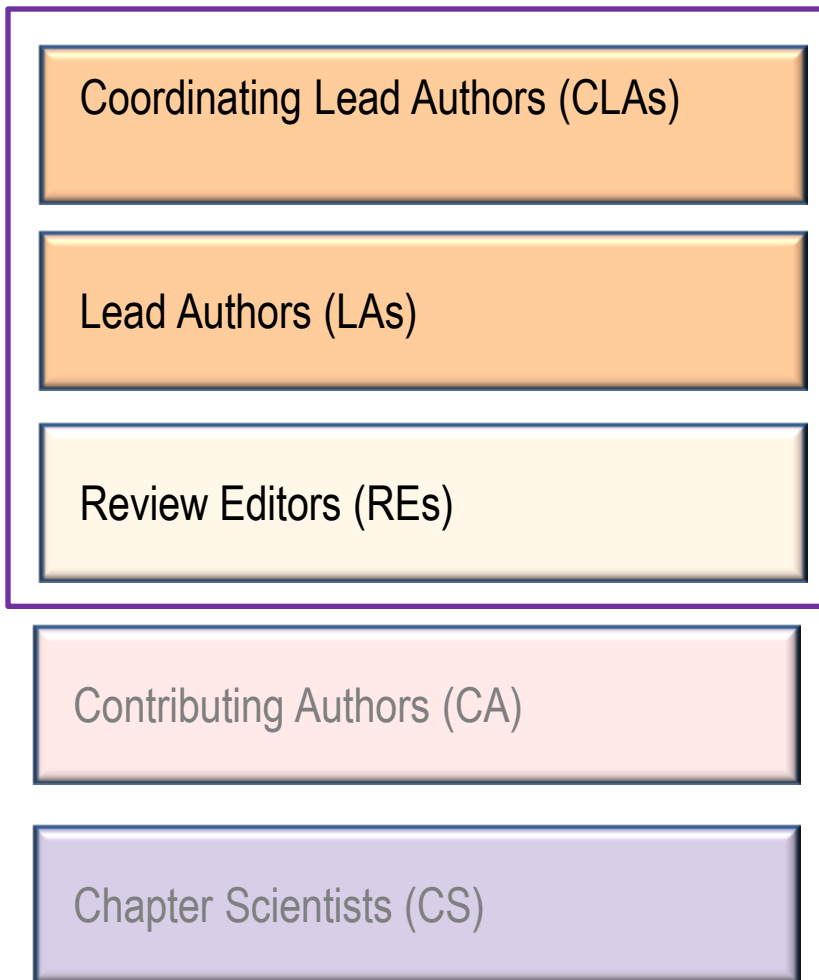 Coordinating Lead Authors (CLAs)
Lead Authors (LAs)
Review Editors (REs)
Contributing Authors (CA)
Chapter Scientists (CS)